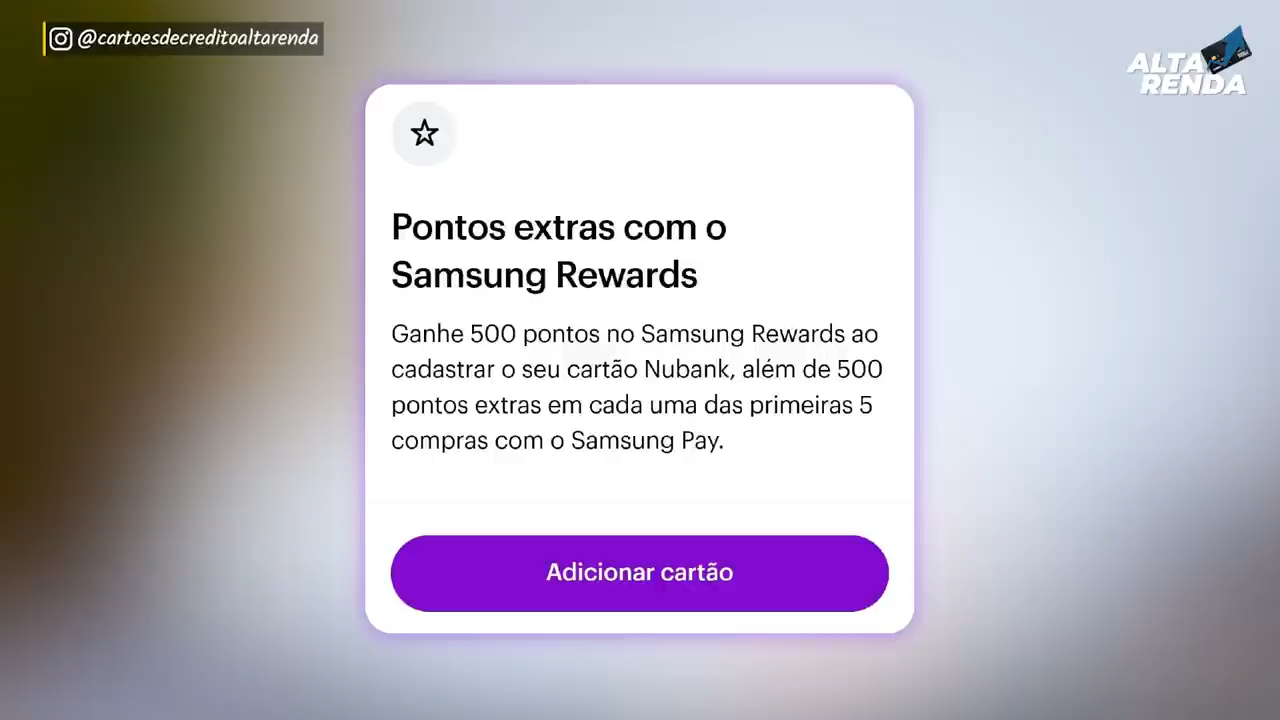 @cartoesdecreditoaltarenda
ALTA
RENDA
Pontos extras com o
Samsung Rewards
Ganhe 500 pontos no Samsung Rewards ao
cadastrar o seu cartão Nubank, além de 500
pontos extras em cada uma das primeiras 5
compras com o Samsung Pay.
Adicionar cartão